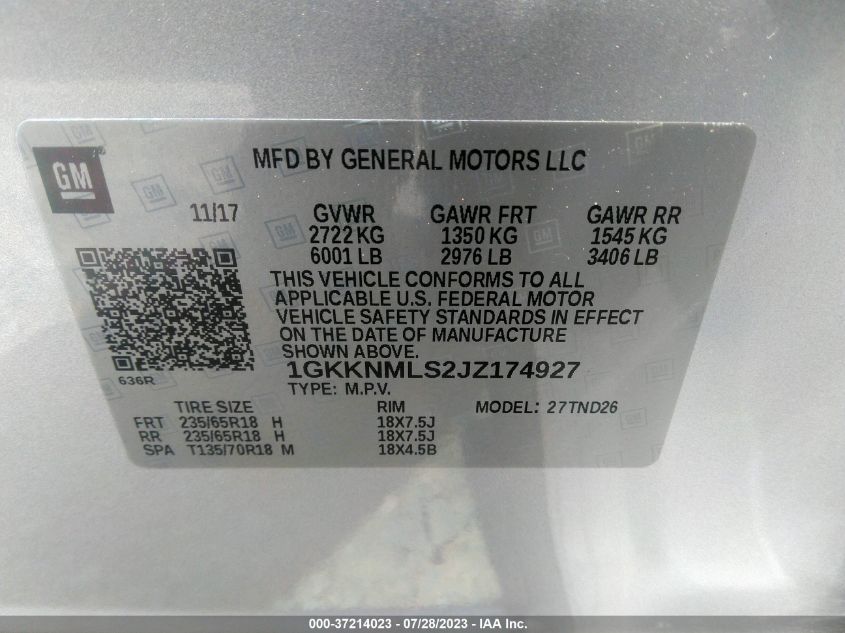 GM
MFD BY GENERAL MOTORS LLC
11/17 GVWR GAWR FRT GAWR RR
2722 KG 1350 KG 1545 KG
6001 LB 2976 LB 3406 LB
THIS VEHICLE CONFORMS TO ALL
APPLICABLE U.S. FEDERAL MOTOR
VEHICLE SAFETY STANDARDS IN EFFECT
ON THE DATE OF MANUFACTURE
SHOWN ABOVE.
1GKKNMLS2JZ174927
636R
TYPE: M.P.V.
TIRE SIZE RIM MODEL: 27TND26
FRT 235/65R18 H 18X7.5J
RR 235/65R18 H 18X7.5J
SPA T135/70R18 M 18X4.5B
000-37214023 - 07/28/2023 - IAA Inc.